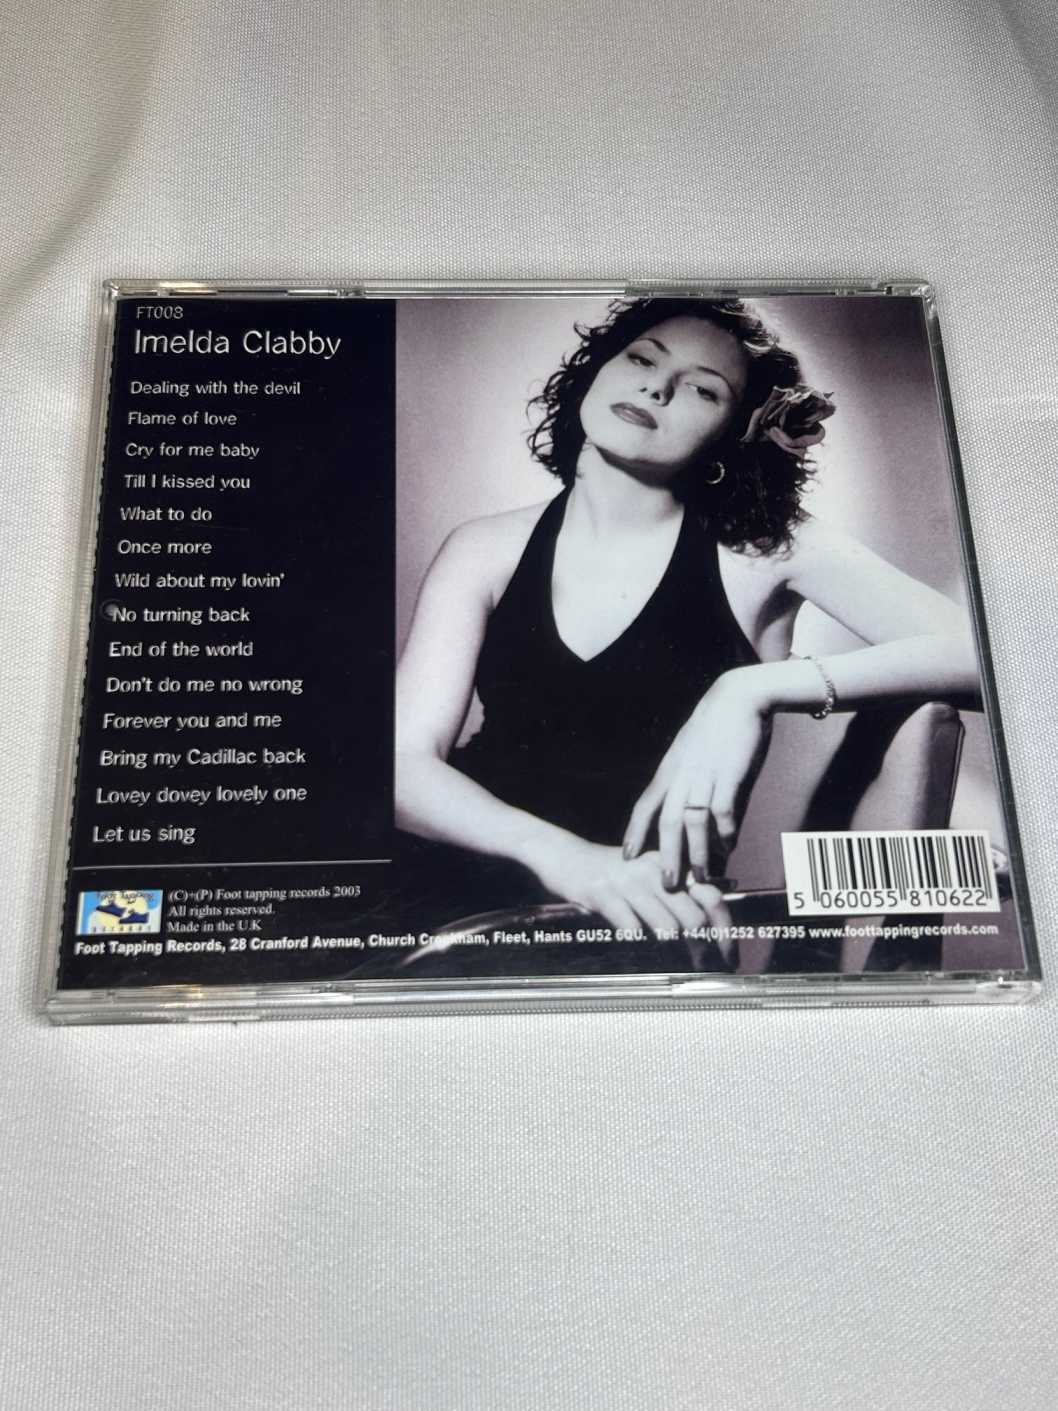 FT008
Imelda Clabby
Dealing with the devil
Flame of love
Cry for me baby
Till I kissed you
What to do
Once more
Wild about my lovin'
No turning back
End of the world
Don't do me no wrong
Forever you and me
Bring my Cadillac back
Lovey dovey lovely one
Let us sing
(C)+(P) Foot tapping records 2003
All rights reserved.
Made in the U.K
Foot Tapping Records, 28 Cranford Avenue, Church Crookham, Fleet, Hants GU52 6QU. Tel: +44(0)1252 627395 www.foottappingrecords.com
5 060055 810622